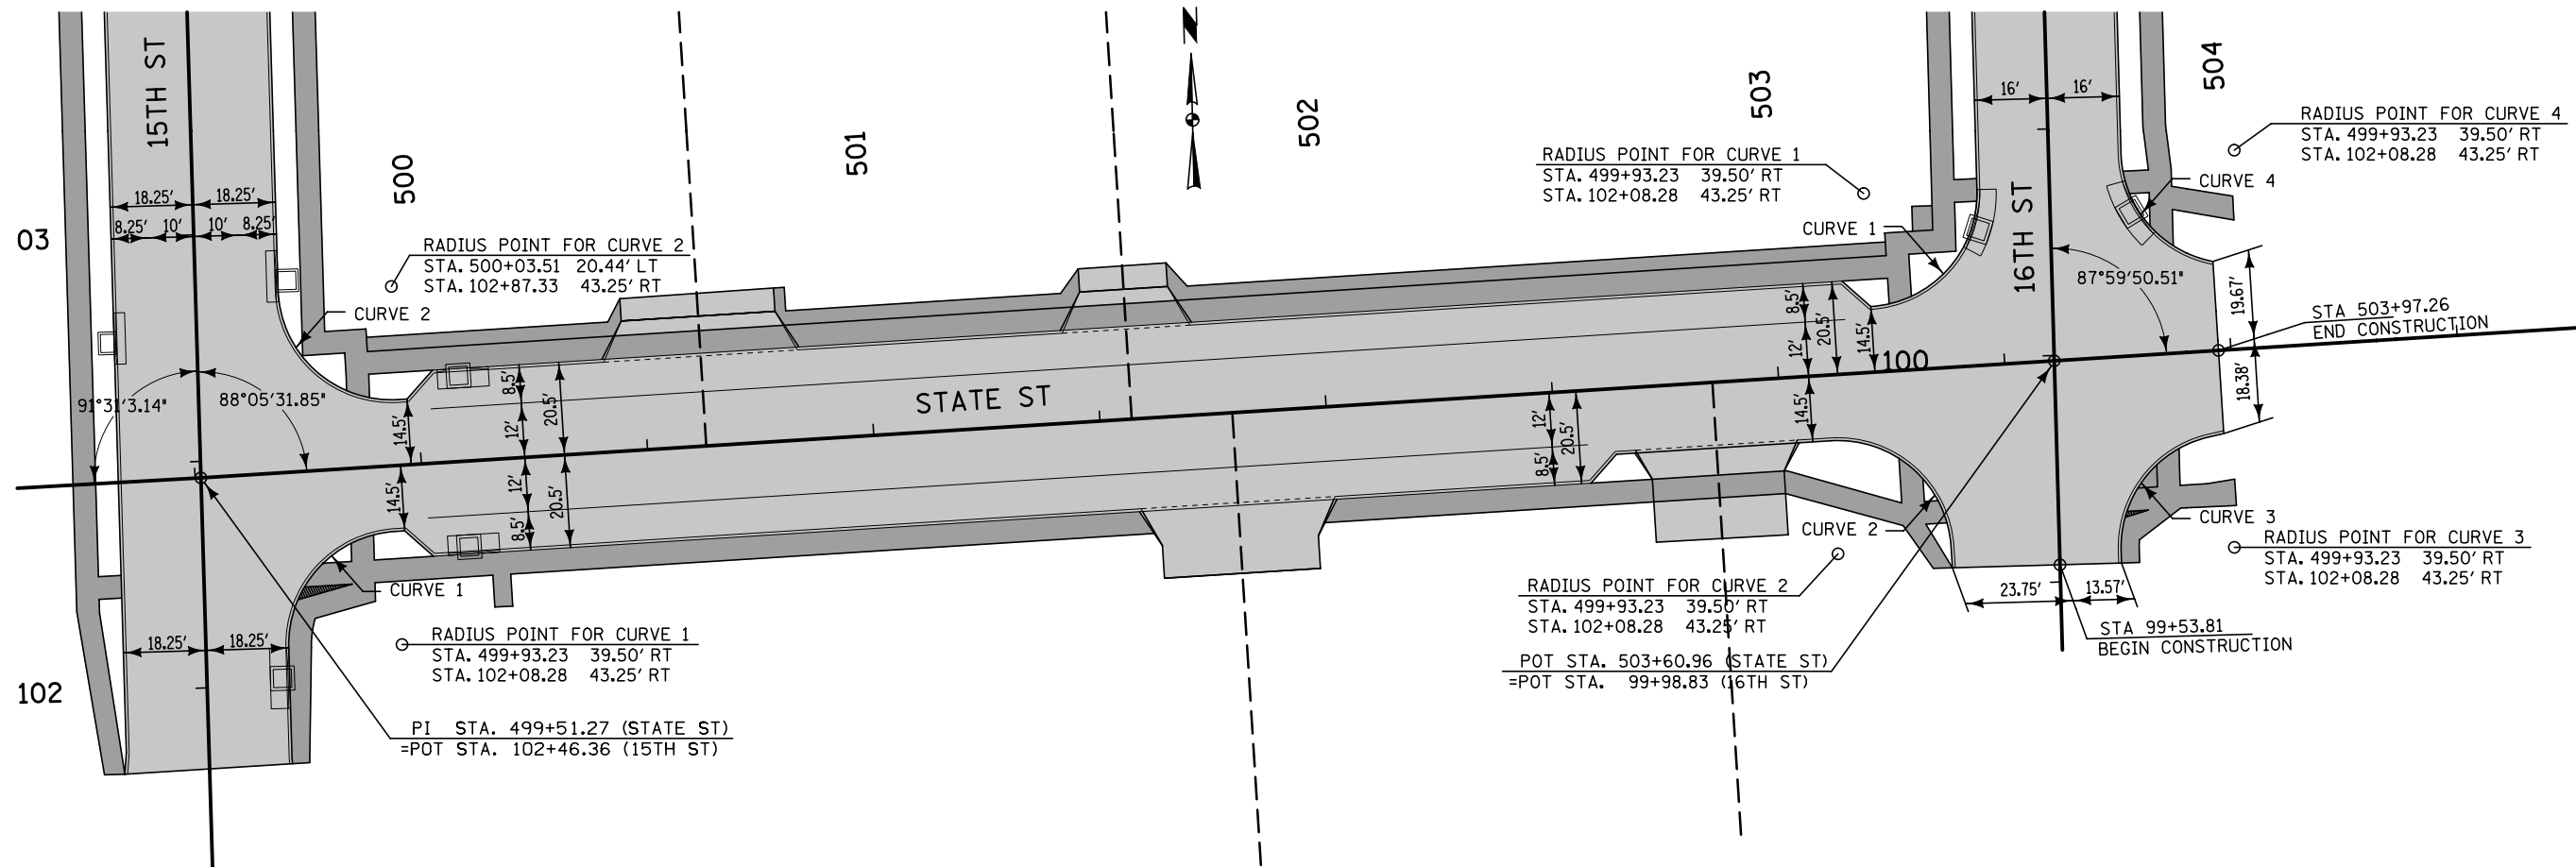 N
15TH ST
500
501
502
503
504
03
102
100
16'
16'
16TH ST
STATE ST
18.25'
18.25'
8.25'
10'
10'
8.25'
RADIUS POINT FOR CURVE 2
STA. 500+03.51 20.44' LT
STA. 102+87.33 43.25' RT
CURVE 2
91°31'3.14"
88°05'31.85"
14.5'
8.5'
12'
20.5'
14.5'
12'
8.5'
20.5'
CURVE 1
18.25'
18.25'
RADIUS POINT FOR CURVE 1
STA. 499+93.23 39.50' RT
STA. 102+08.28 43.25' RT
PI STA. 499+51.27 (STATE ST)
=POT STA. 102+46.36 (15TH ST)
RADIUS POINT FOR CURVE 1
STA. 499+93.23 39.50' RT
STA. 102+08.28 43.25' RT
CURVE 1
RADIUS POINT FOR CURVE 4
STA. 499+93.23 39.50' RT
STA. 102+08.28 43.25' RT
CURVE 4
87°59'50.51"
19.67'
18.38'
STA 503+97.26
END CONSTRUCTION
8.5'
12'
20.5'
14.5'
12'
8.5'
20.5'
14.5'
CURVE 2
RADIUS POINT FOR CURVE 2
STA. 499+93.23 39.50' RT
STA. 102+08.28 43.25' RT
POT STA. 503+60.96 (STATE ST)
=POT STA. 99+98.83 (16TH ST)
CURVE 3
RADIUS POINT FOR CURVE 3
STA. 499+93.23 39.50' RT
STA. 102+08.28 43.25' RT
23.75'
13.57'
STA 99+53.81
BEGIN CONSTRUCTION